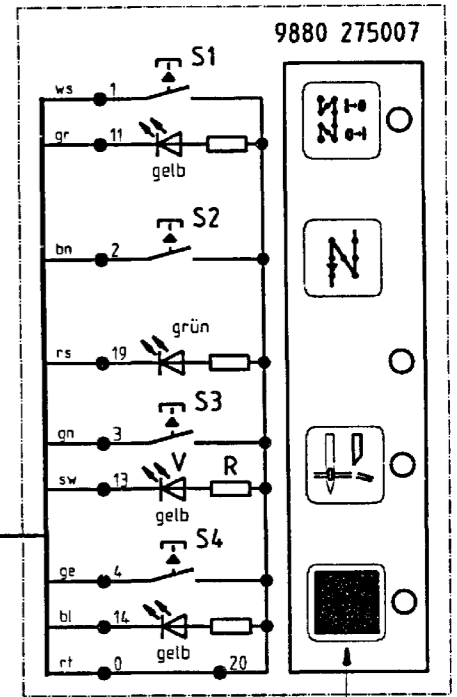 9880 275007
S1
ws 1
gr 11
gelb
S2
bn 2
grün
rs 19
S3
gn 3
V R
sw 13
gelb
S4
ge 4
bl 14
gelb
rt 0 20